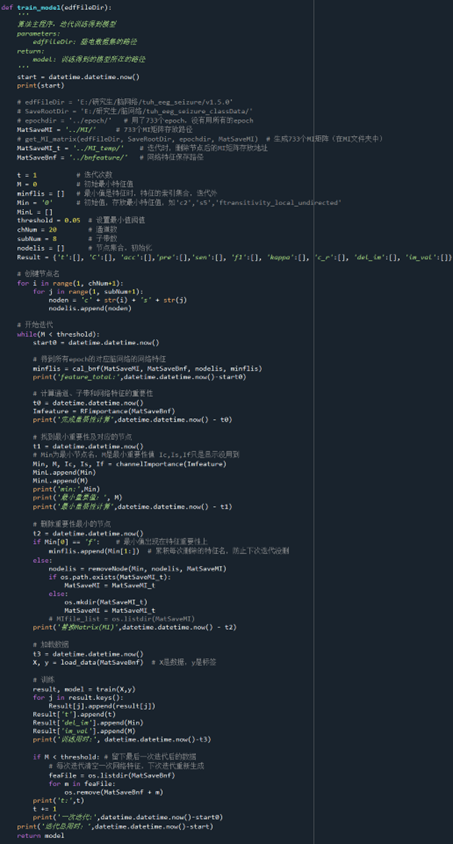 def train_model(edfFileDir):
'''
算法主程序，迭代训练得到模型
parameters:
edfFileDir: 脑电数据集的路径
return:
model: 训练得到的模型所在的路径
'''
start = datetime.datetime.now()
print(start)
# edfFileDir = 'E:/研究生/脑网络/tuh_eeg_seizure/v1.5.0'
# SaveRootDir = 'E:/研究生/脑网络/tuh_eeg_seizure/v1.5.0_classData/'
# epochdir = '../epoch/' # 用了733个epoch，没有用所有的epoch
MatSaveMI = '../MI/' # 733个MI矩阵存放路径
# get_MI_matrix(edfFileDir, SaveRootDir, epochdir, MatSaveMI) # 生成733个MI矩阵（在MI文件夹中）
MatSaveMI_t = '../MI_temp/' # 迭代时，删除节点后的MI矩阵存放地址
MatSaveBnf = '../bnfeature/' # 网络特征保存路径
t = 1 # 迭代次数
M = 0 # 初始最小特征值
minflis = [] # 最小值是特征时，特征的索引集合，迭代外
Min = '0' # 初始值，存放最小特征值，如'c2','s5','ftransitivity_local_undirected'
MinL = []
threshold = 0.05 # 设置最小值阈值
chNum = 20 # 通道数
subNum = 8 # 子带数
nodelis = [] # 节点集合，初始化
Result = {'t':[], 'C':[], 'acc':[],'pre':[],'sen':[], 'f1':[], 'kappa':[], 'c_r':[], 'del_im':[], 'im_val':[]}
# 创建节点名
for i in range(1, chNum+1):
for j in range(1, subNum+1):
noden = 'c' + str(i) + 's' + str(j)
nodelis.append(noden)
# 开始迭代
while(M < threshold):
start0 = datetime.datetime.now()
# 得到所有epoch的对应脑网络的网络特征
minflis = cal_bnf(MatSaveMI, MatSaveBnf, nodelis, minflis)
print('feature_total:',datetime.datetime.now()-start0)
# 计算通道、子带和网络特征的重要性
t0 = datetime.datetime.now()
Imfeature = RFimportance(MatSaveBnf)
print('完成重要性计算',datetime.datetime.now() - t0)
# 找到最小重要性及对应的节点
t1 = datetime.datetime.now()
# Min为最小节点名，M是最小重要性值 Ic,Is,If只是显示没用到
Min, M, Ic, Is, If = channelImportance(Imfeature)
MinL.append(Min)
MinL.append(M)
print('min:',Min)
print('最小重要值：', M)
print('最小重要性计算',datetime.datetime.now() - t1)
# 删除重要性最小的节点
t2 = datetime.datetime.now()
if Min[0] == 'f': # 最小值出现在特征重要性上
minflis.append(Min[1:]) # 累积每次删除的特征名，防止下次迭代没删
else:
nodelis = removeNode(Min, nodelis, MatSaveMI)
if os.path.exists(MatSaveMI_t):
MatSaveMI = MatSaveMI_t
else:
os.mkdir(MatSaveMI_t)
MatSaveMI = MatSaveMI_t
# MIfile_list = os.listdir(MatSaveMI)
print('替换Matrix(MI)',datetime.datetime.now() - t2)
# 加载数据
t3 = datetime.datetime.now()
X, y = load_data(MatSaveBnf) # X是数据，y是标签
# 训练
result, model = train(X,y)
for j in result.keys():
Result[j].append(result[j])
Result['t'].append(t)
Result['del_im'].append(Min)
Result['im_val'].append(M)
print('训练用时：', datetime.datetime.now()-t3)
if M < threshold: # 留下最后一次迭代后的数据
# 每次迭代清空一次网络特征，下次迭代重新生成
feaFile = os.listdir(MatSaveBnf)
for m in feaFile:
os.remove(MatSaveBnf + m)
print('t:',t)
t += 1
print('一次迭代：',datetime.datetime.now()-start0)
print('迭代总用时：',datetime.datetime.now()-start)
return model